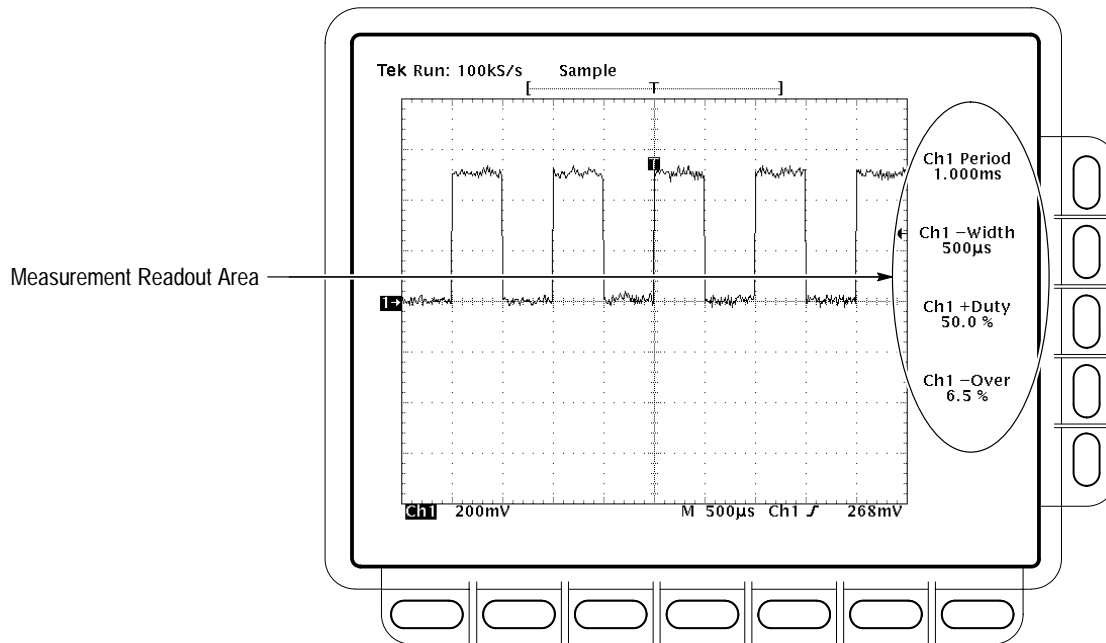 Tek Run: 100kS/s Sample
[ T ]
T
Ch1 Period
1.000ms
Ch1 −Width
500µs
Measurement Readout Area
1→
Ch1 +Duty
50.0 %
Ch1 −Over
6.5 %
Ch1 200mV M 500µs Ch1 ƒ 268mV